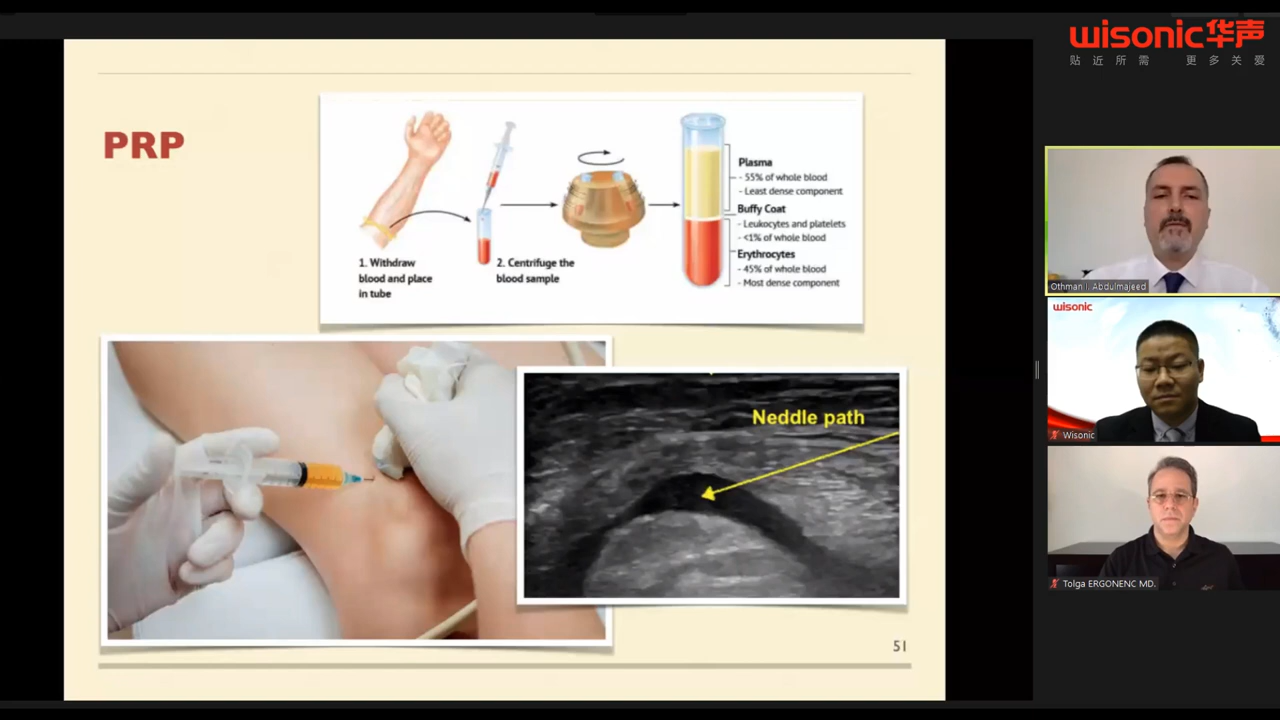 wisonic华声
贴近所需 更多关爱
PRP
Plasma
- 55% of whole blood
- Least dense component
Buffy Coat
- Leukocytes and platelets
- <1% of whole blood
Erythrocytes
- 45% of whole blood
- Most dense component
1. Withdraw
blood and place
in tube
2. Centrifuge the
blood sample
Neddle path
51
Othman I. Abdulmajeed
wisonic
Wisonic
Tolga ERGONENC MD.